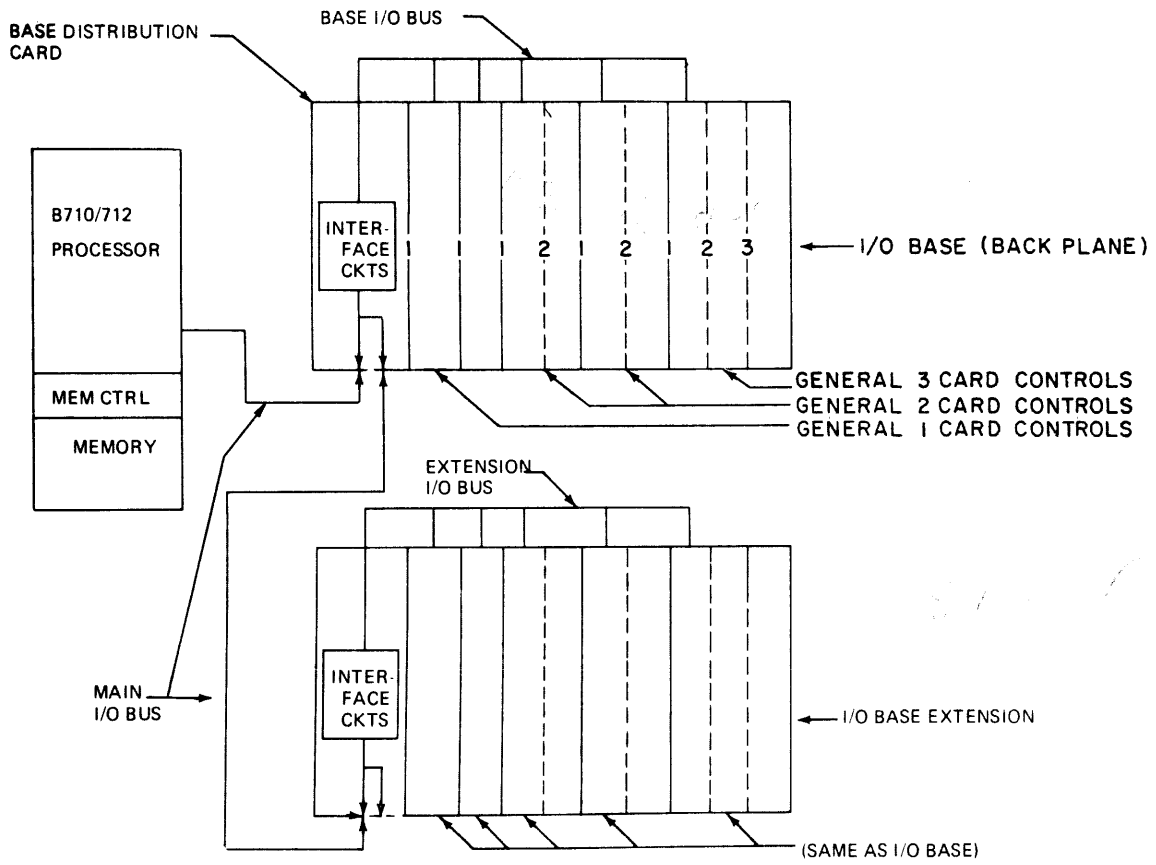 BASE I/O BUS
BASE DISTRIBUTION
CARD
B710/712
PROCESSOR
MEM CTRL
MEMORY
INTER-
FACE
CKTS
1 1 1 2 1 2 1 2 3
I/O BASE (BACK PLANE)
GENERAL 3 CARD CONTROLS
GENERAL 2 CARD CONTROLS
GENERAL 1 CARD CONTROLS
EXTENSION
I/O BUS
INTER-
FACE
CKTS
MAIN
I/O BUS
I/O BASE EXTENSION
(SAME AS I/O BASE)